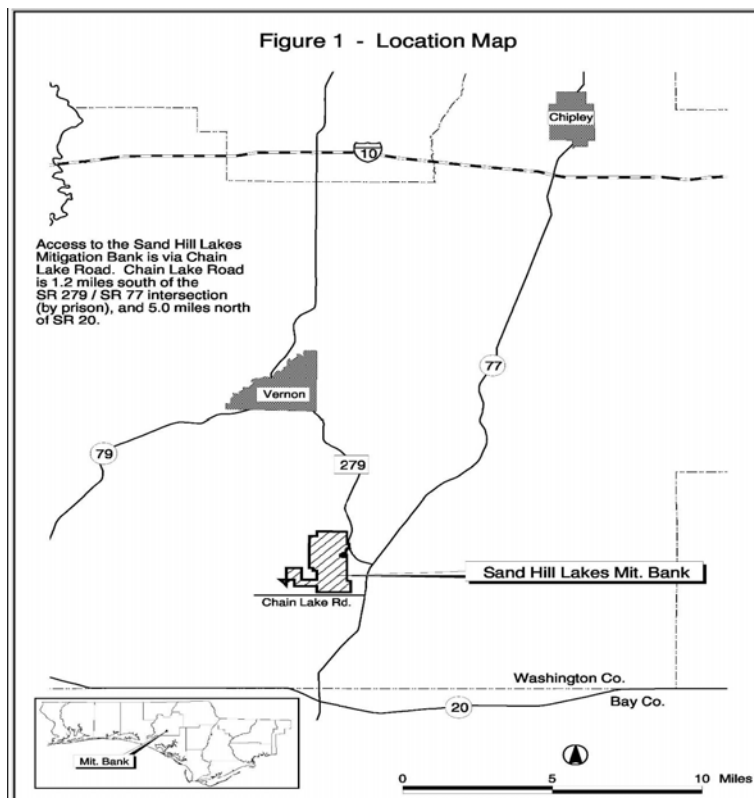 Figure 1 - Location Map
Chipley
10
Access to the Sand Hill Lakes
Mitigation Bank is via Chain
Lake Road. Chain Lake Road
is 1.2 miles south of the
SR 279 / SR 77 intersection
(by prison), and 5.0 miles north
of SR 20.
77
Vernon
79
279
Sand Hill Lakes Mit. Bank
Chain Lake Rd.
Washington Co.
Bay Co.
20
Mit. Bank
0 5 10 Miles